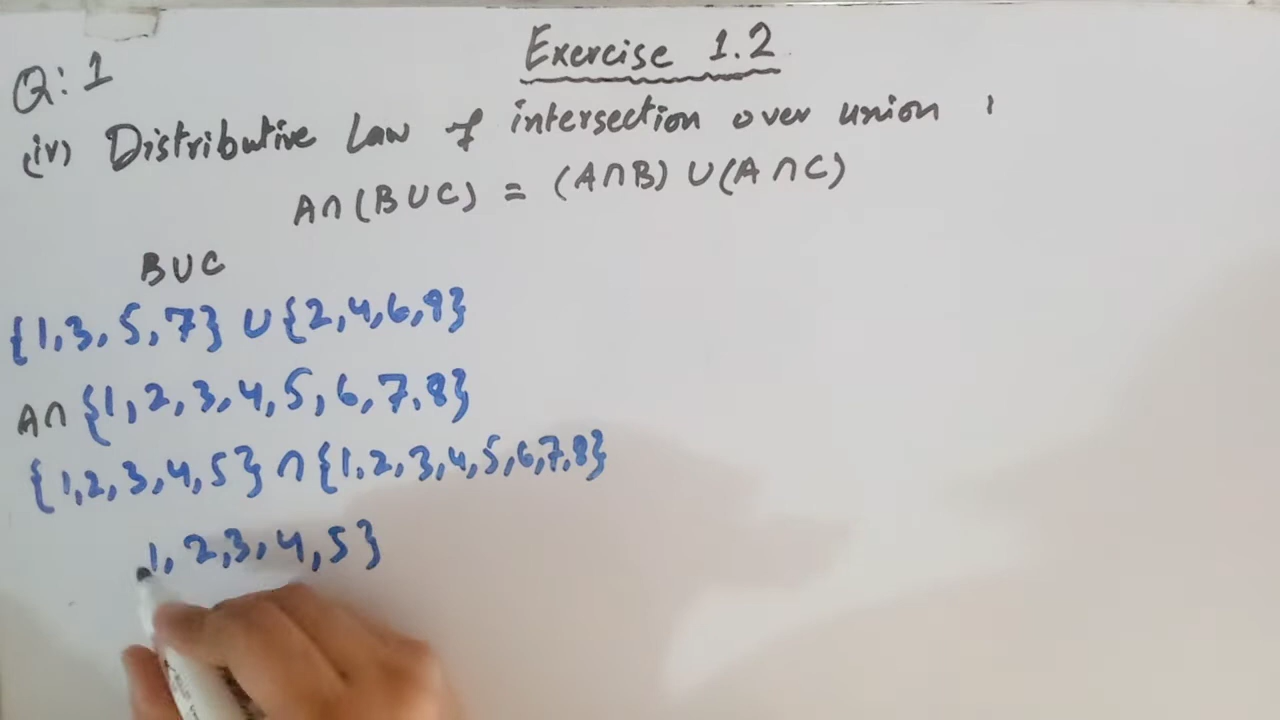 Exercise 1.2
Q:1
(iv) Distributive Law of intersection over union :
A∩(B∪C) = (A∩B) ∪ (A∩C)
B∪C
{1,3,5,7} ∪ {2,4,6,8}
A∩ {1,2,3,4,5,6,7,8}
{1,2,3,4,5} ∩ {1,2,3,4,5,6,7,8}
1,2,3,4,5}